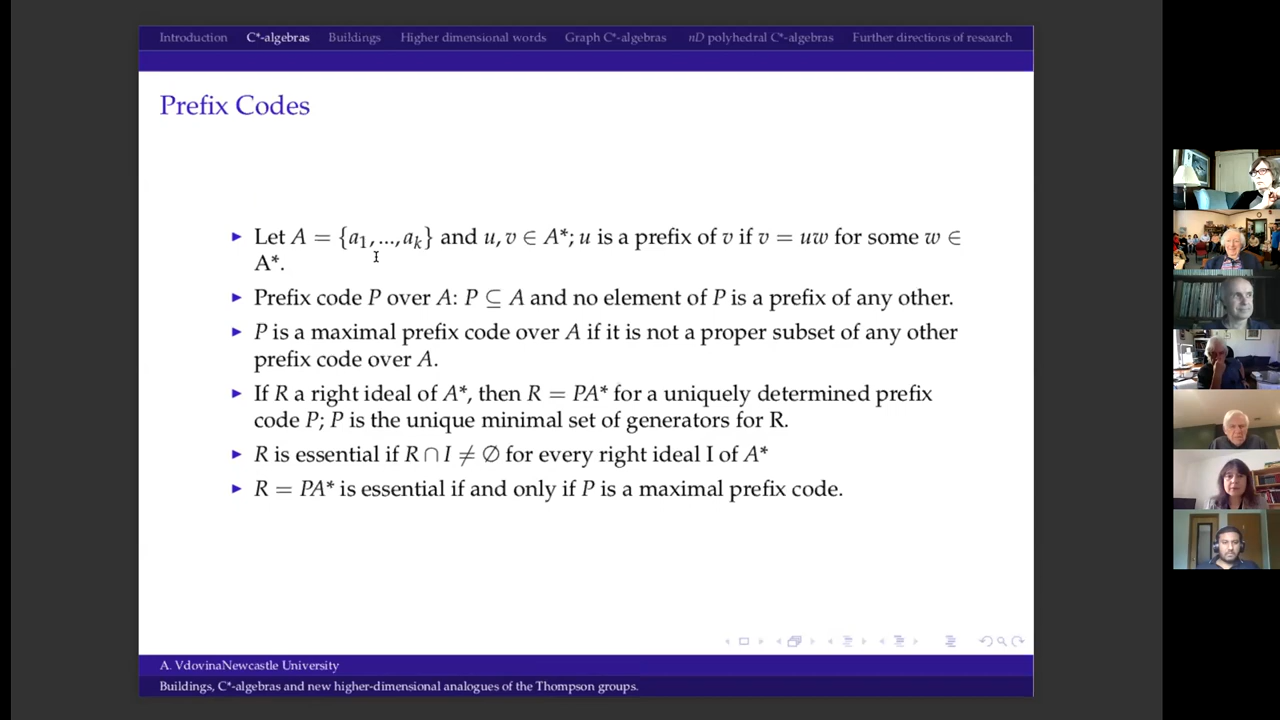 Introduction C*-algebras Buildings Higher dimensional words Graph C*-algebras nD polyhedral C*-algebras Further directions of research
Prefix Codes
▶ Let A = {a₁,...,aₖ} and u, v ∈ A*; u is a prefix of v if v = uw for some w ∈
A*.
▶ Prefix code P over A: P ⊆ A and no element of P is a prefix of any other.
▶ P is a maximal prefix code over A if it is not a proper subset of any other
prefix code over A.
▶ If R a right ideal of A*, then R = PA* for a uniquely determined prefix
code P; P is the unique minimal set of generators for R.
▶ R is essential if R ∩ I ≠ ∅ for every right ideal I of A*
▶ R = PA* is essential if and only if P is a maximal prefix code.
A. VdovinaNewcastle University
Buildings, C*-algebras and new higher-dimensional analogues of the Thompson groups.